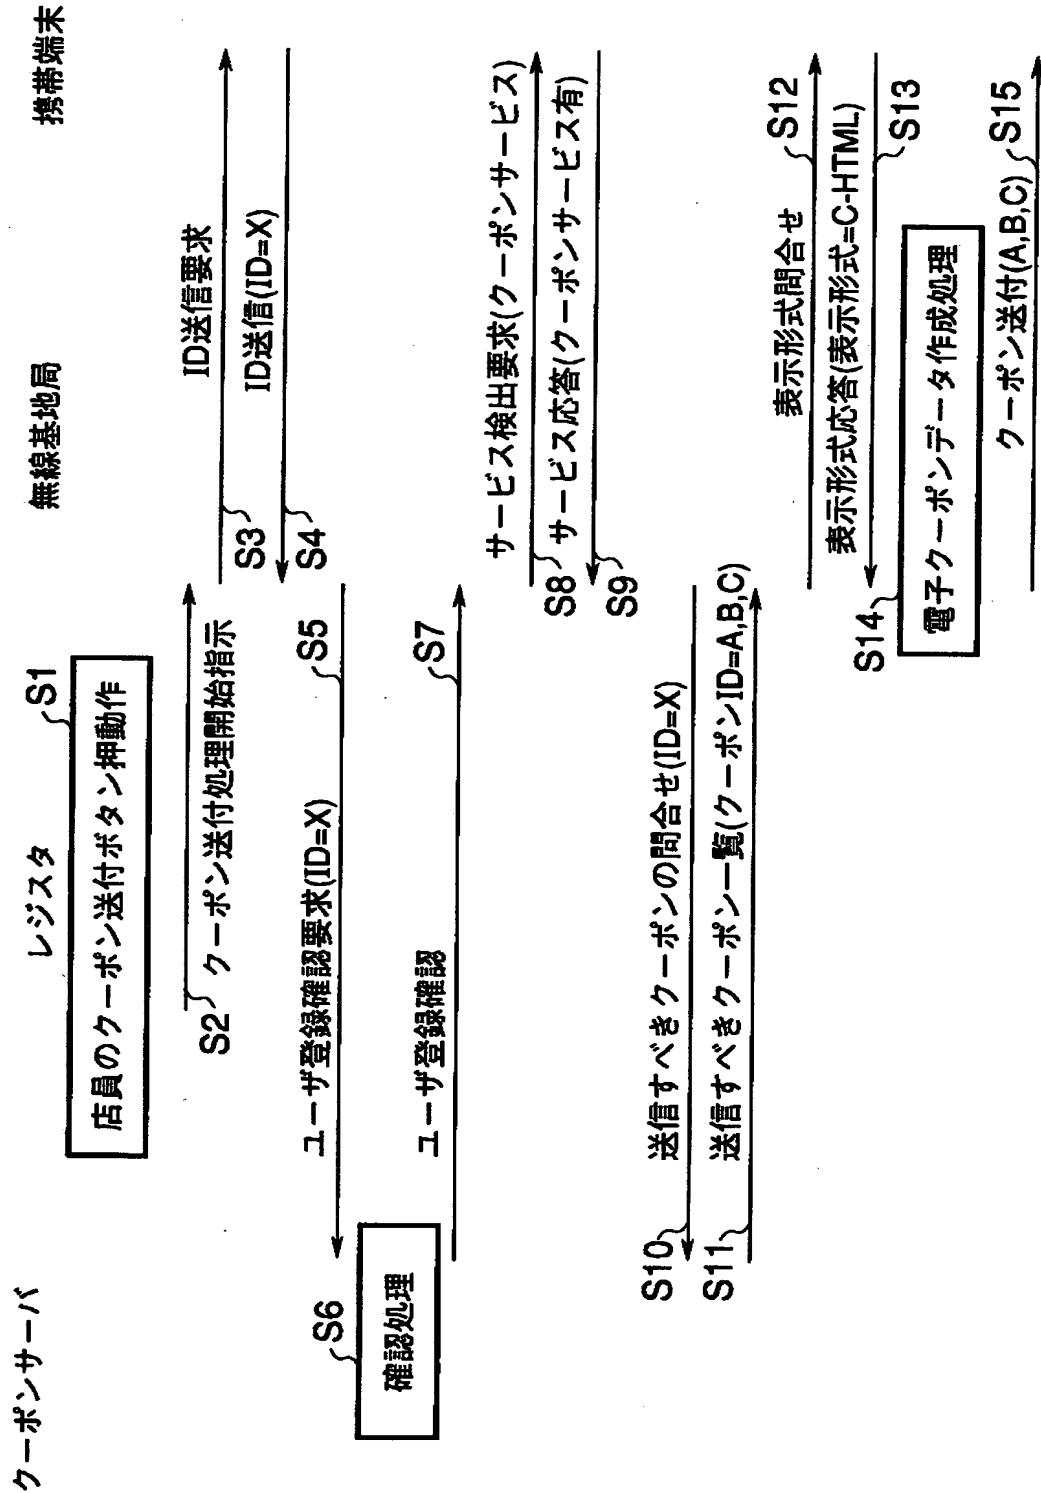 クーポンサーバ
レジスタ
無線基地局
携帯端末
S1
店員のクーポン送付ボタン押動作
S2
クーポン送付処理開始指示
ID送信要求
S3
ID送信(ID=X)
S4
ユーザ登録確認要求(ID=X)
S5
S6
確認処理
ユーザ登録確認
S7
サービス検出要求(クーポンサービス)
S8
サービス応答(クーポンサービス有)
S9
送信すべきクーポンの問合せ(ID=X)
S10
送信すべきクーポン一覧(クーポンID=A,B,C)
S11
表示形式問合せ
S12
表示形式応答(表示形式=C-HTML)
S13
S14
電子クーポンデータ作成処理
クーポン送付(A,B,C)
S15